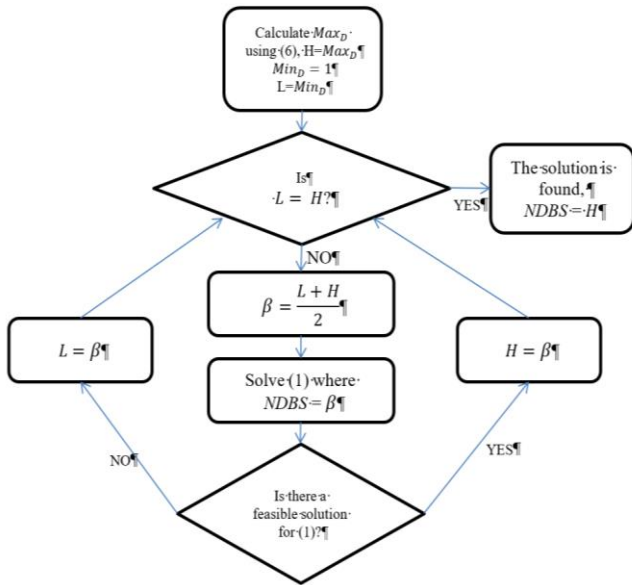 Calculate·Max_D·
using·(6),·H=Max_D¶
Min_D = 1¶
L=Min_D¶
Is¶
·L = H?¶
YES¶
The·solution·is·
found,¶
NDBS·=·H¶
NO¶
β = (L + H)/2¶
L = β¶
H = β¶
Solve·(1)·where·
NDBS = β¶
NO¶
YES¶
Is·there·a·
feasible·solution·
for·(1)?¶